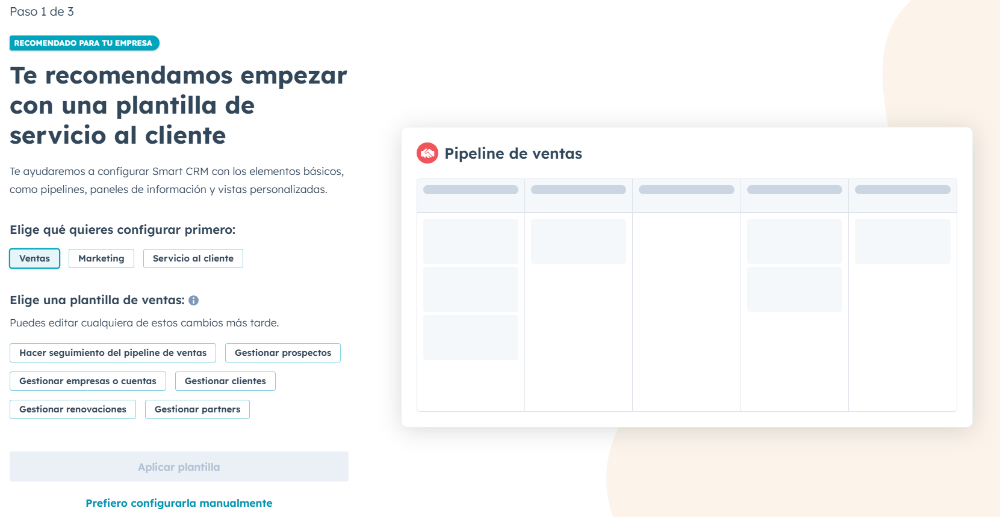 Paso 1 de 3
RECOMENDADO PARA TU EMPRESA
Te recomendamos empezar
con una plantilla de
servicio al cliente
Te ayudaremos a configurar Smart CRM con los elementos básicos,
como pipelines, paneles de información y vistas personalizadas.
Elige qué quieres configurar primero:
Ventas
Marketing
Servicio al cliente
Elige una plantilla de ventas:
Puedes editar cualquiera de estos cambios más tarde.
Hacer seguimiento del pipeline de ventas
Gestionar prospectos
Gestionar empresas o cuentas
Gestionar clientes
Gestionar renovaciones
Gestionar partners
Aplicar plantilla
Prefiero configurarla manualmente
Pipeline de ventas